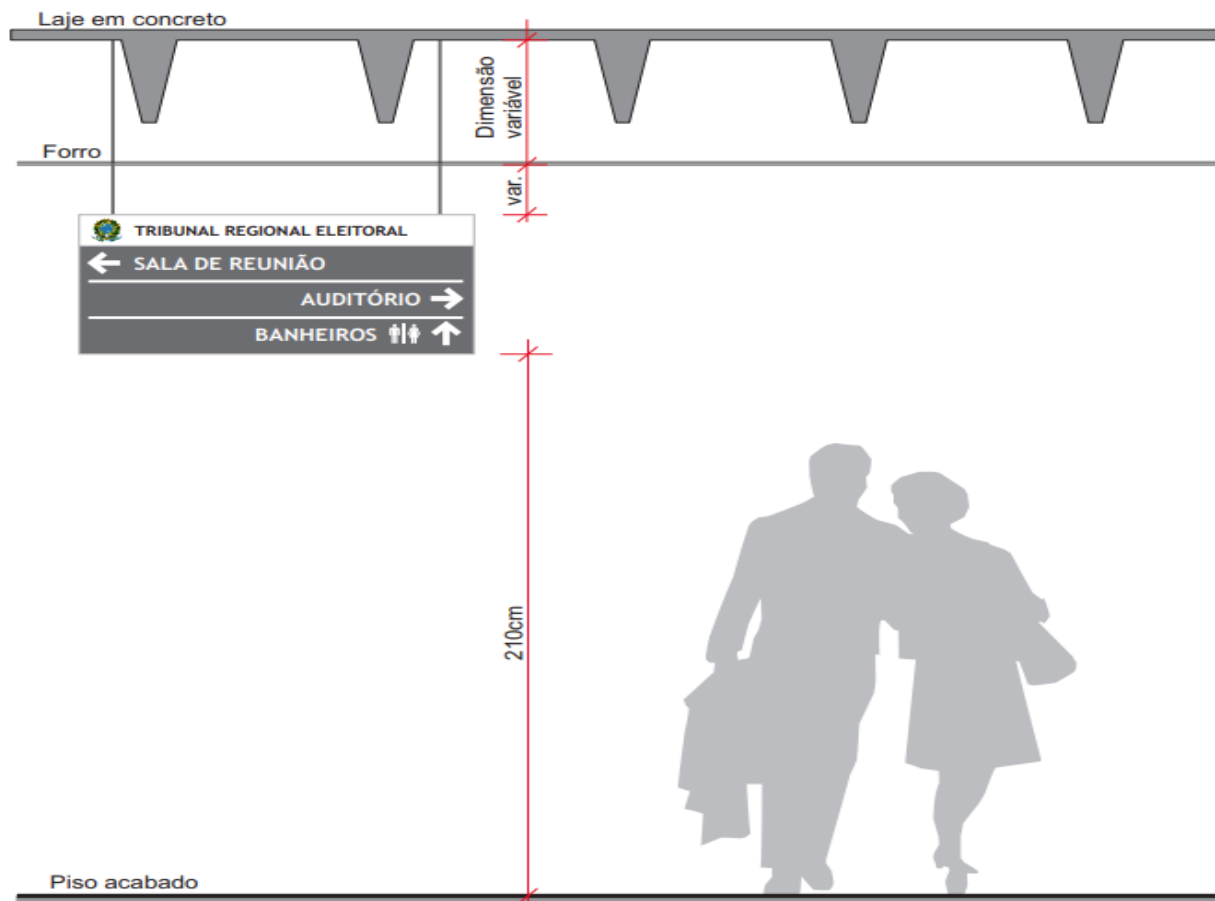 Laje em concreto
Dimensão
variável
Forro
var.
TRIBUNAL REGIONAL ELEITORAL
SALA DE REUNIÃO
AUDITÓRIO
BANHEIROS
210cm
Piso acabado